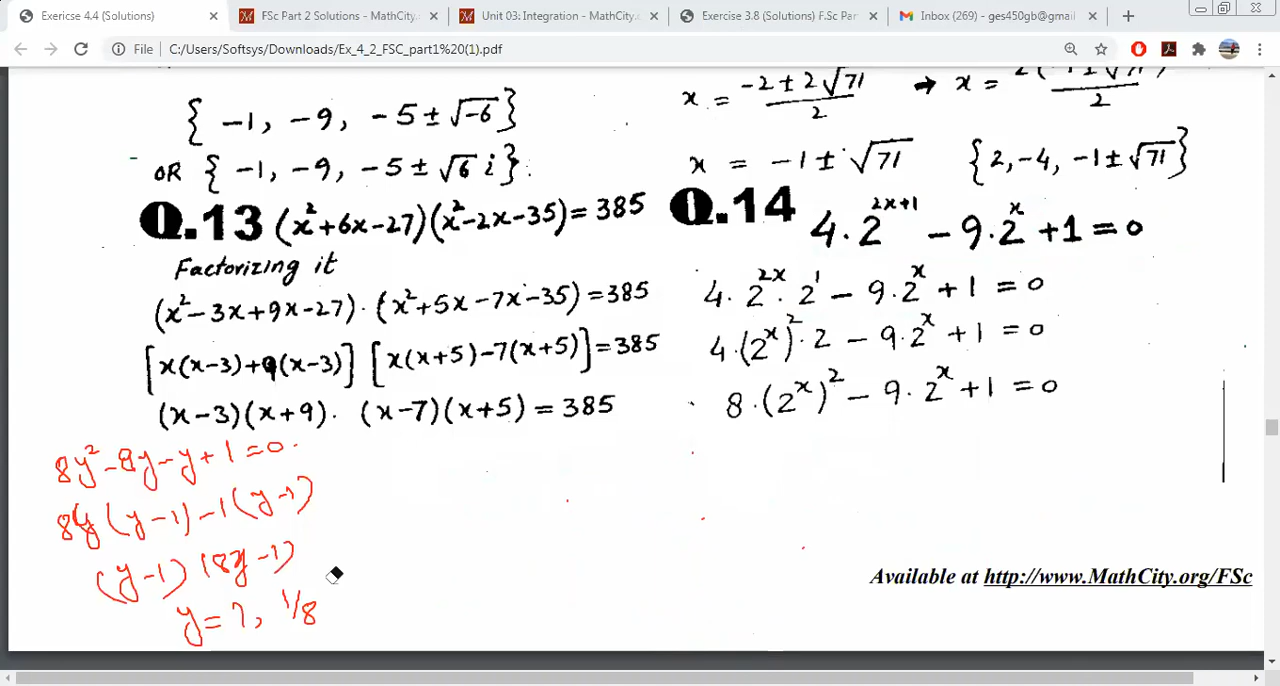 Exericse 4.4 (Solutions)
FSc Part 2 Solutions - MathCity.c
Unit 03: Integration - MathCity.
Exercise 3.8 (Solutions) F.Sc Par
Inbox (269) - ges450gb@gmai
File C:/Users/Softsys/Downloads/Ex_4_2_FSC_part1%20(1).pdf
{ -1, -9, -5 ± √-6 }
OR { -1, -9, -5 ± √6 i }
Q.13 (x²+6x-27)(x²-2x-35)=385
Factorizing it
(x²-3x+9x-27).(x²+5x-7x-35)=385
[x(x-3)+9(x-3)] [x(x+5)-7(x+5)]=385
(x-3)(x+9). (x-7)(x+5)=385
8y²-8y-y+1=0.
8y(y-1)-1(y-1)
(y-1)(8y-1)
y=1, 1/8
x = (-2±2√71)/2 → x =
x = -1±√71 {2,-4, -1±√71}
Q.14 4.2^(2x+1) - 9.2^x +1=0
4.2^(2x).2^1 - 9.2^x + 1 = 0
4.(2^x)².2 - 9.2^x +1 = 0
8.(2^x)² - 9.2^x +1 = 0
Available at http://www.MathCity.org/FSc